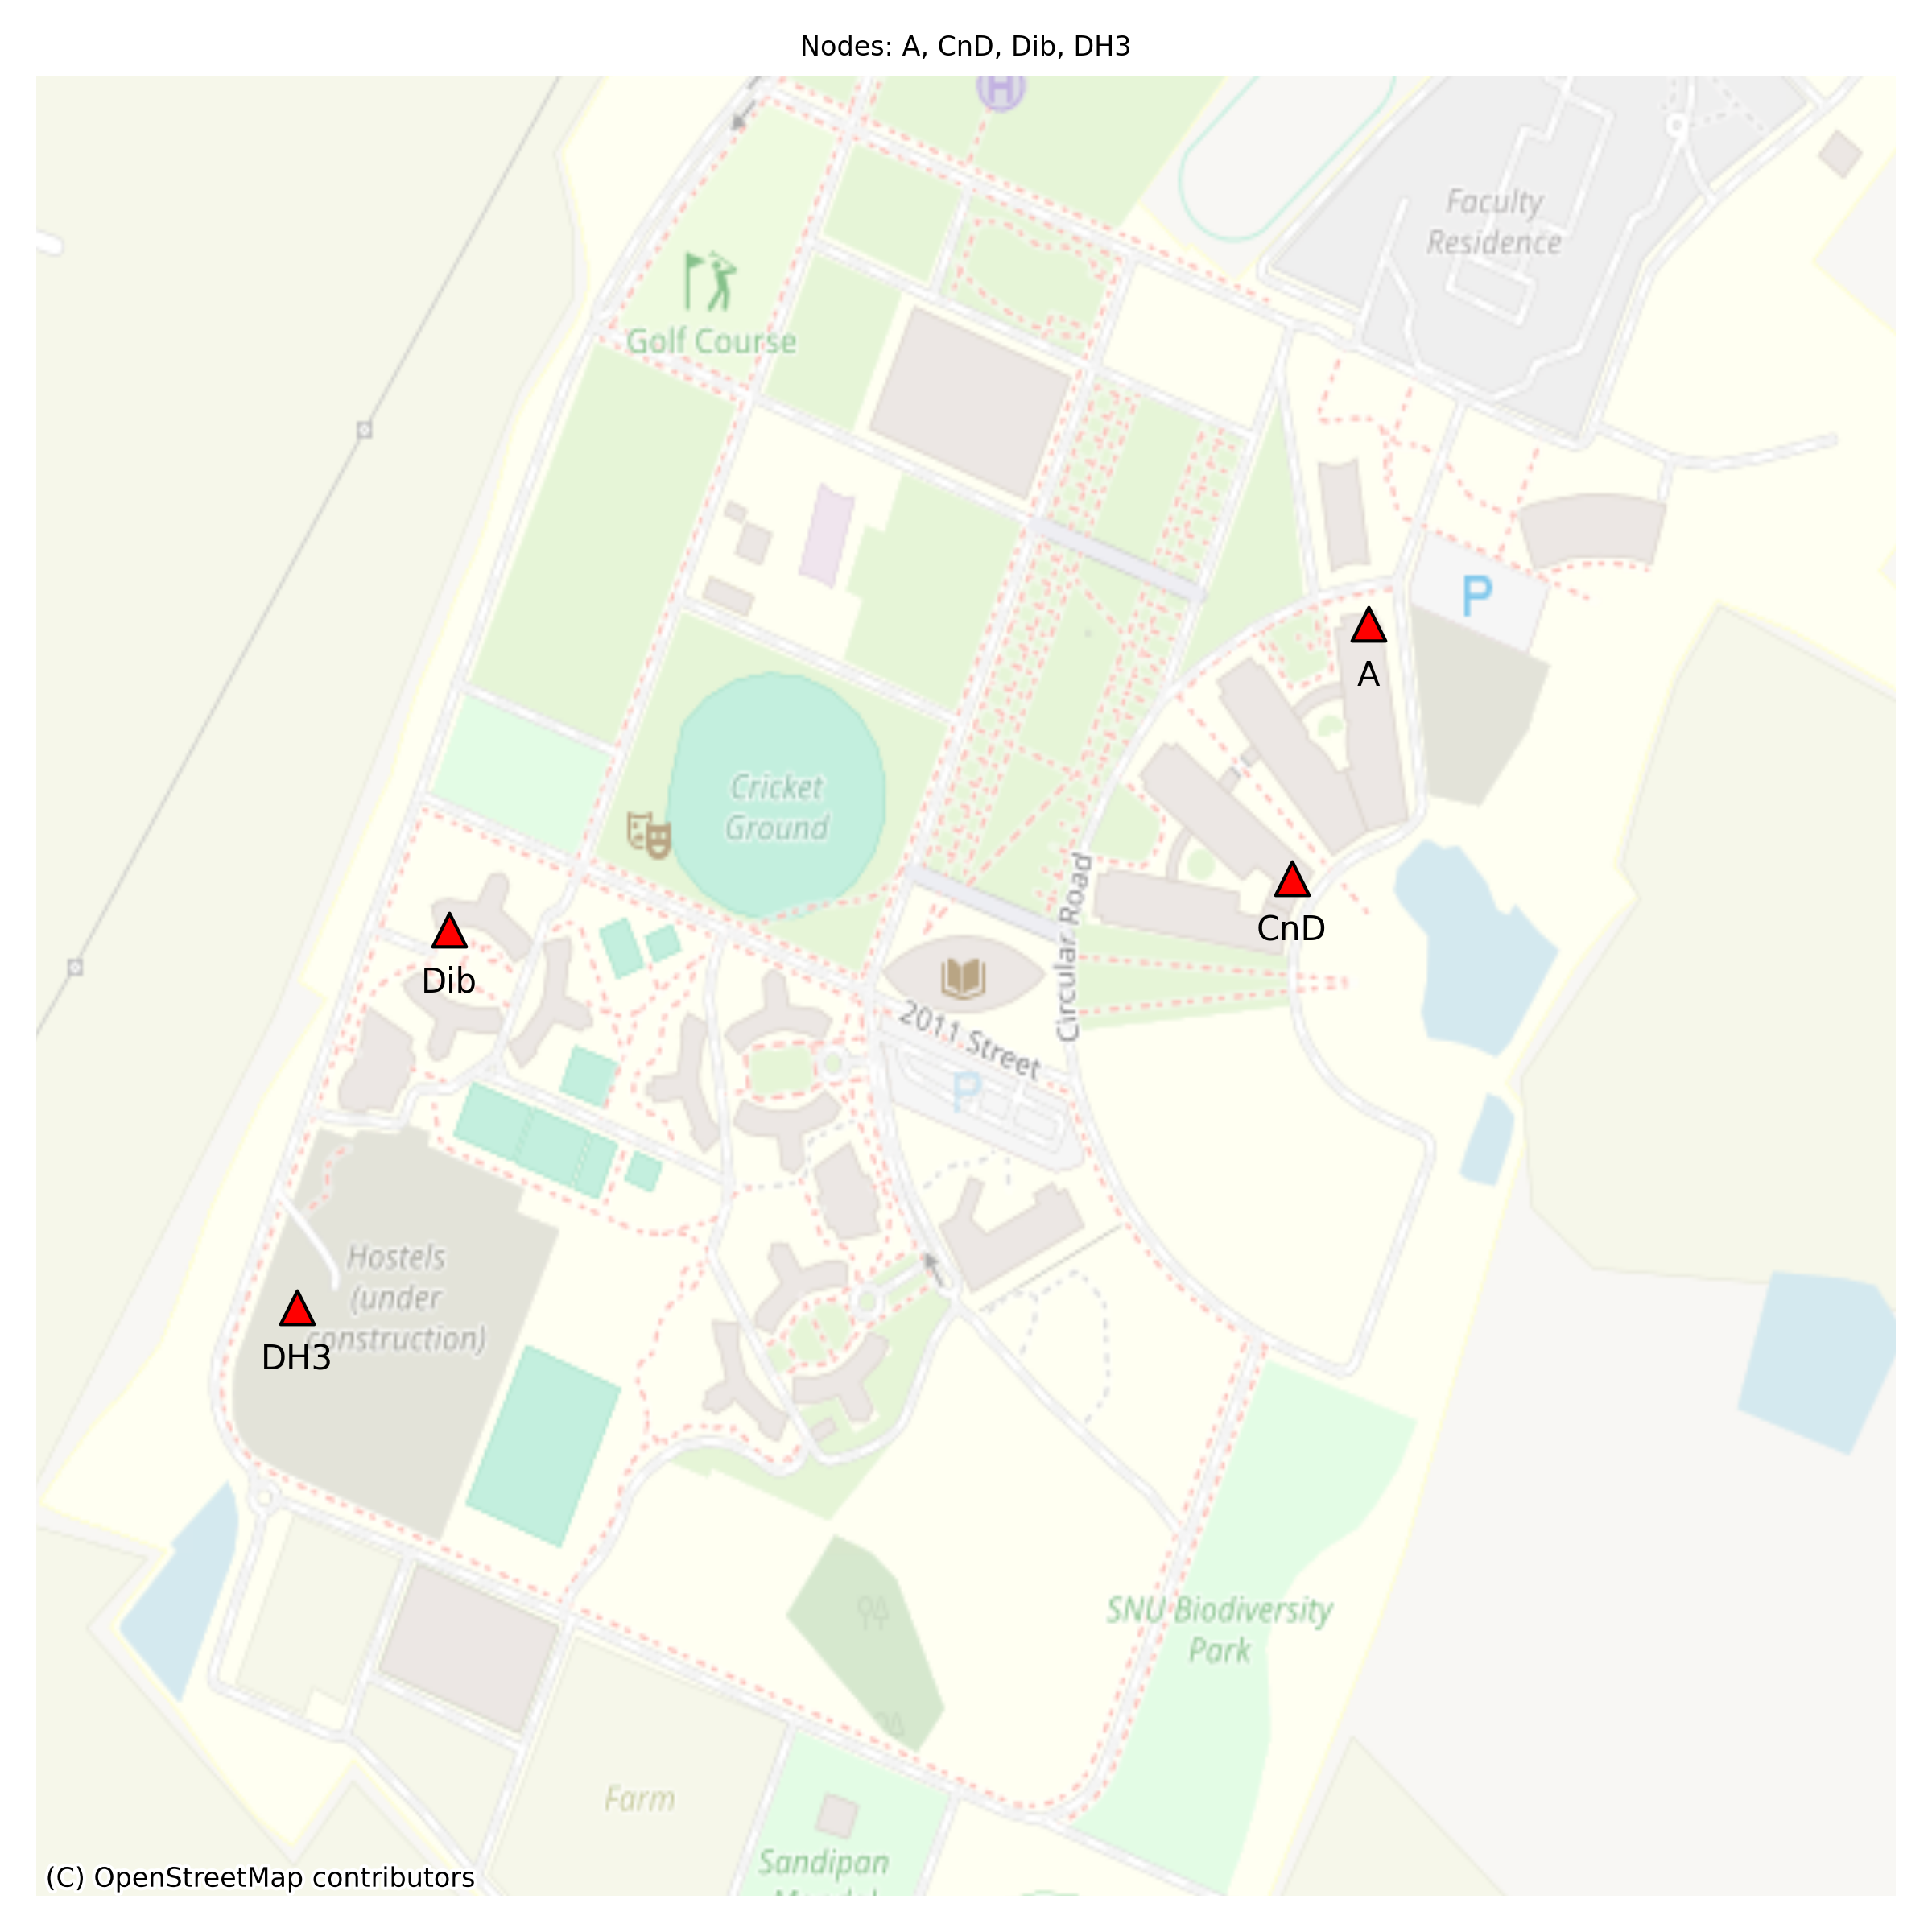 Nodes: A, CnD, Dib, DH3
H
Faculty
Residence
Golf Course
P
A
Cricket
Ground
Circular Road
CnD
Dib
2011 Street
P
Hostels
(under
construction)
DH3
SNU Biodiversity
Park
Farm
Sandipan
(C) OpenStreetMap contributors